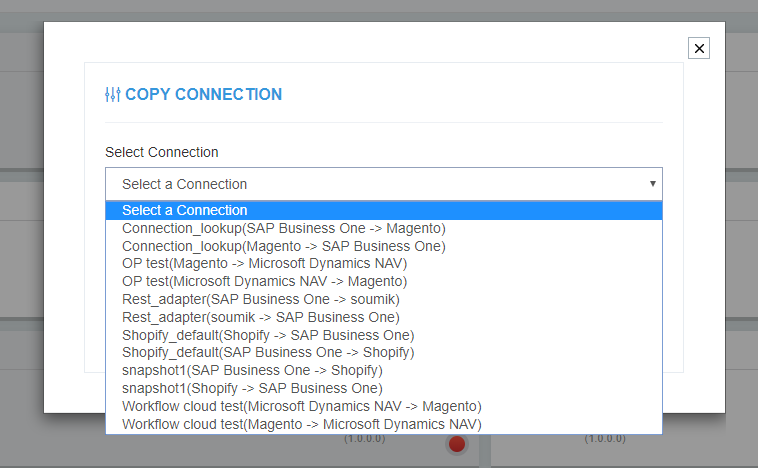 COPY CONNECTION
Select Connection
Select a Connection
Select a Connection
Connection_lookup(SAP Business One -> Magento)
Connection_lookup(Magento -> SAP Business One)
OP test(Magento -> Microsoft Dynamics NAV)
OP test(Microsoft Dynamics NAV -> Magento)
Rest_adapter(SAP Business One -> soumik)
Rest_adapter(soumik -> SAP Business One)
Shopify_default(Shopify -> SAP Business One)
Shopify_default(SAP Business One -> Shopify)
snapshot1(SAP Business One -> Shopify)
snapshot1(Shopify -> SAP Business One)
Workflow cloud test(Microsoft Dynamics NAV -> Magento)
Workflow cloud test(Magento -> Microsoft Dynamics NAV)
(1.0.0.0) (1.0.0.0)